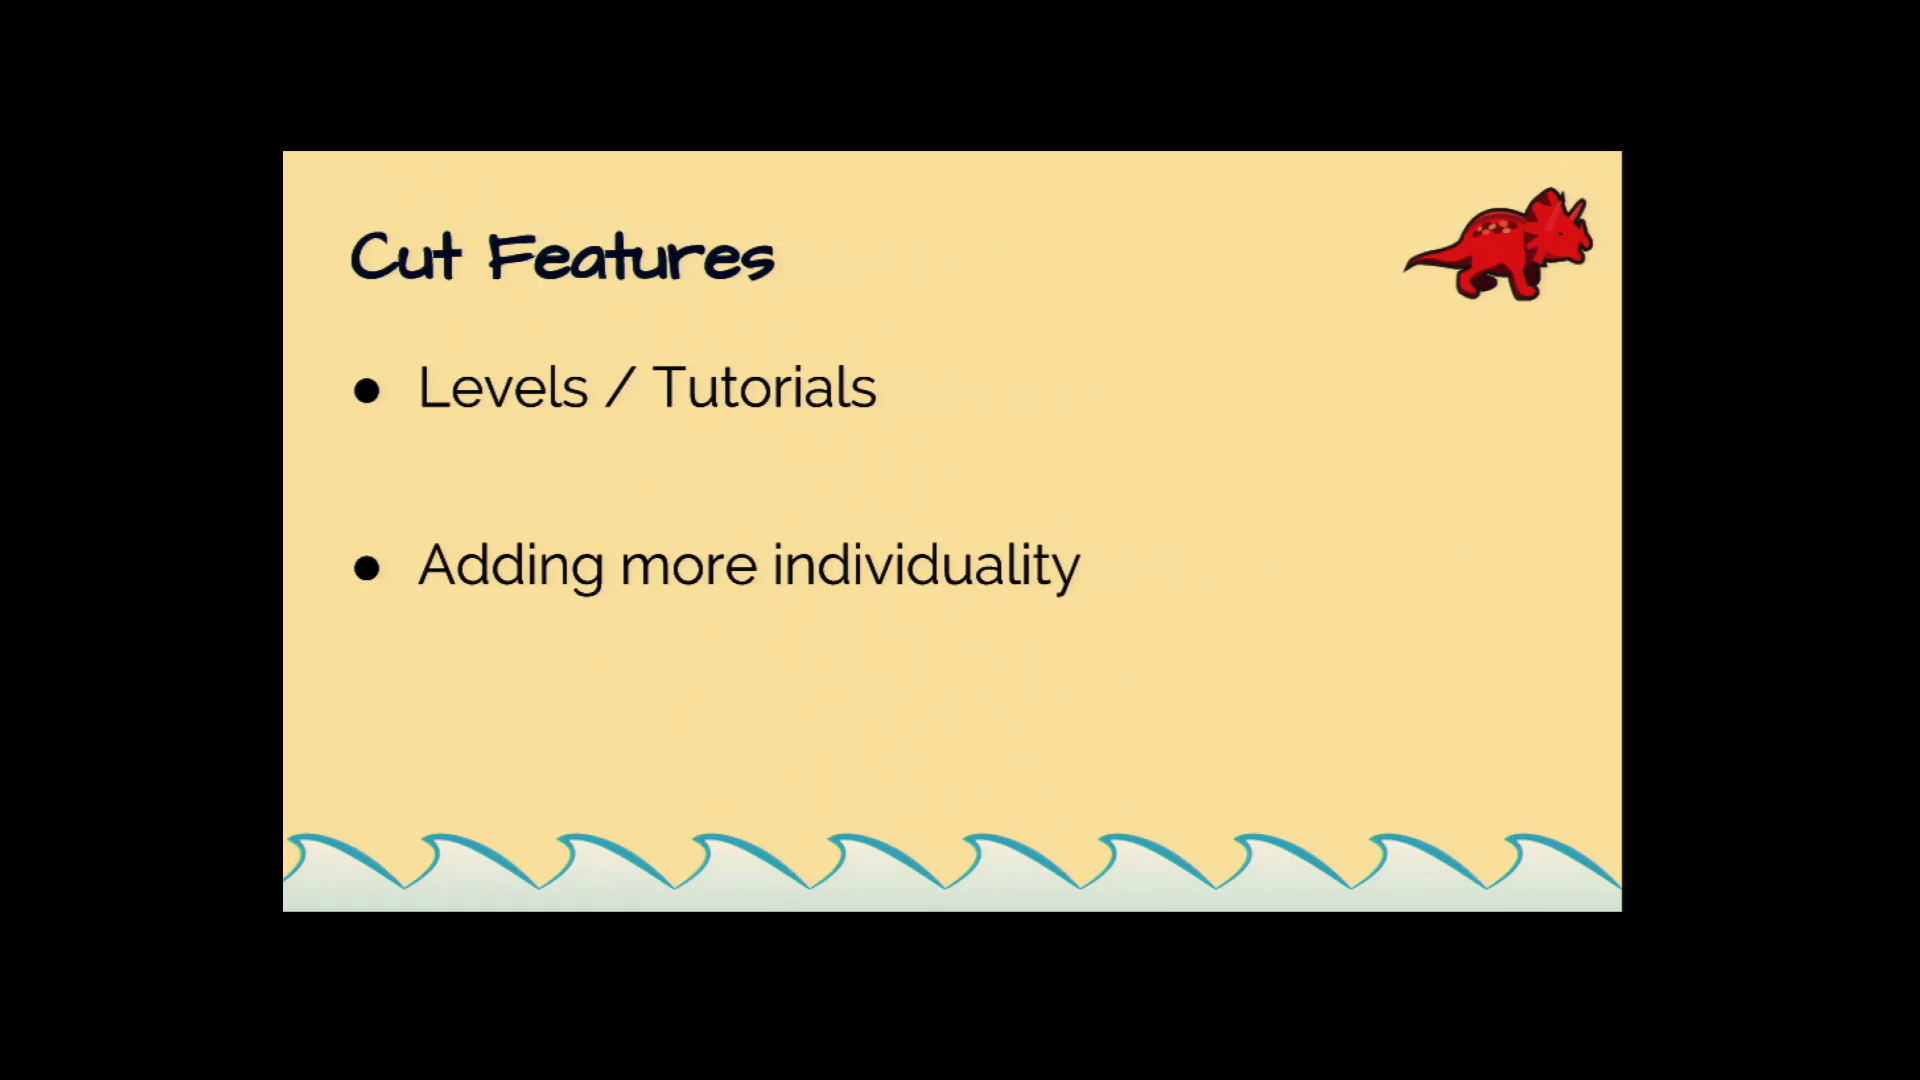 Cut Features
● Levels / Tutorials
● Adding more individuality